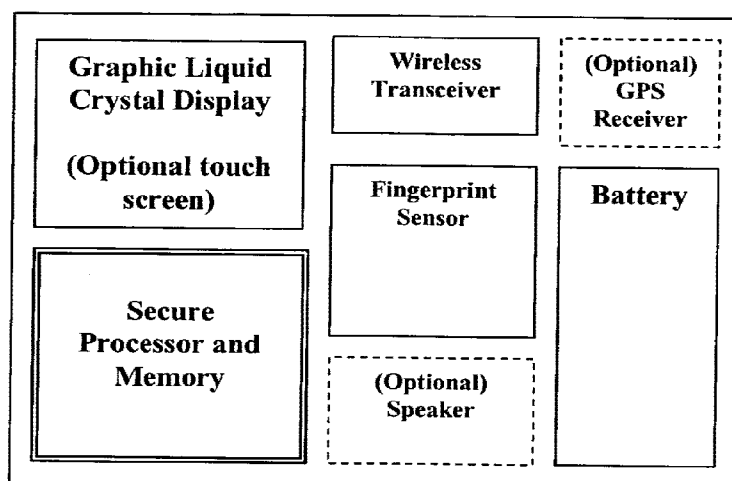 Graphic Liquid
Crystal Display
(Optional touch
screen)
Wireless
Transceiver
(Optional)
GPS
Receiver
Fingerprint
Sensor
Battery
Secure
Processor and
Memory
(Optional)
Speaker